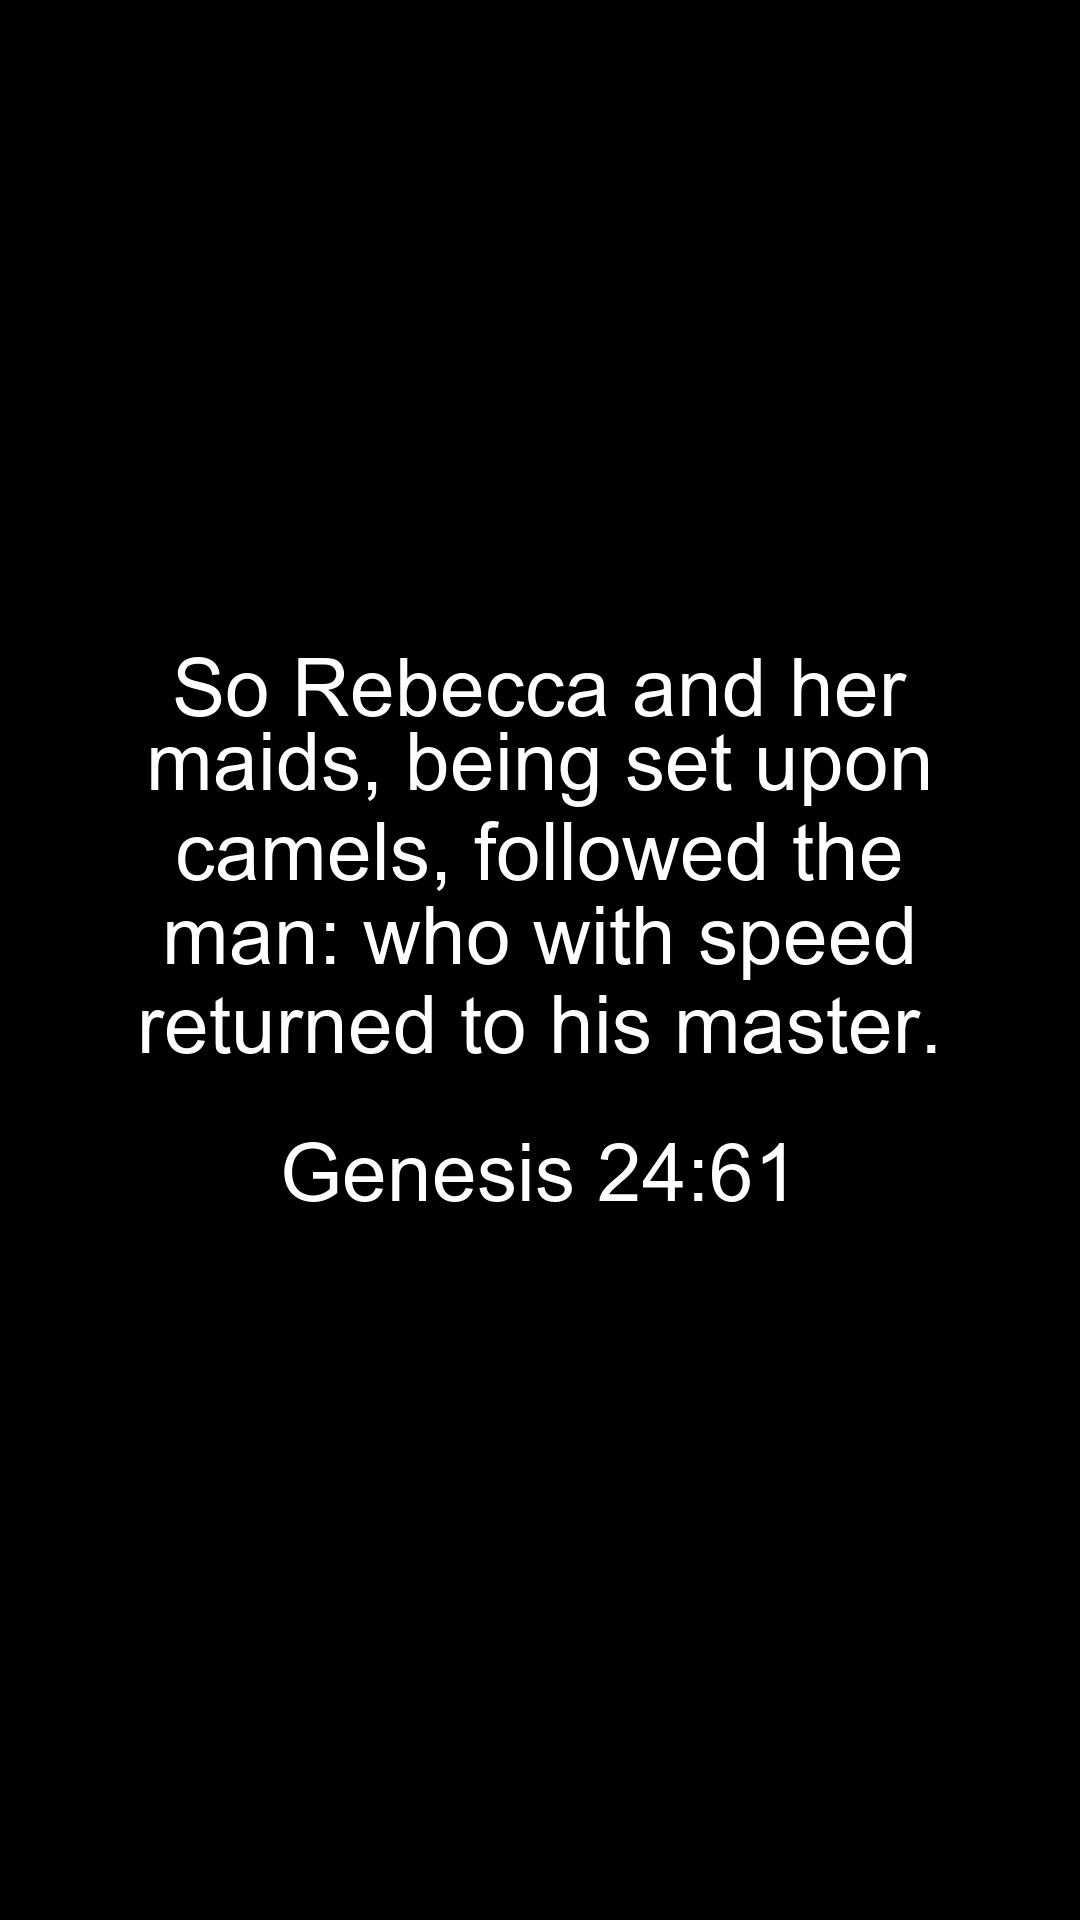 So Rebecca and her
maids, being set upon
camels, followed the
man: who with speed
returned to his master.
Genesis 24:61